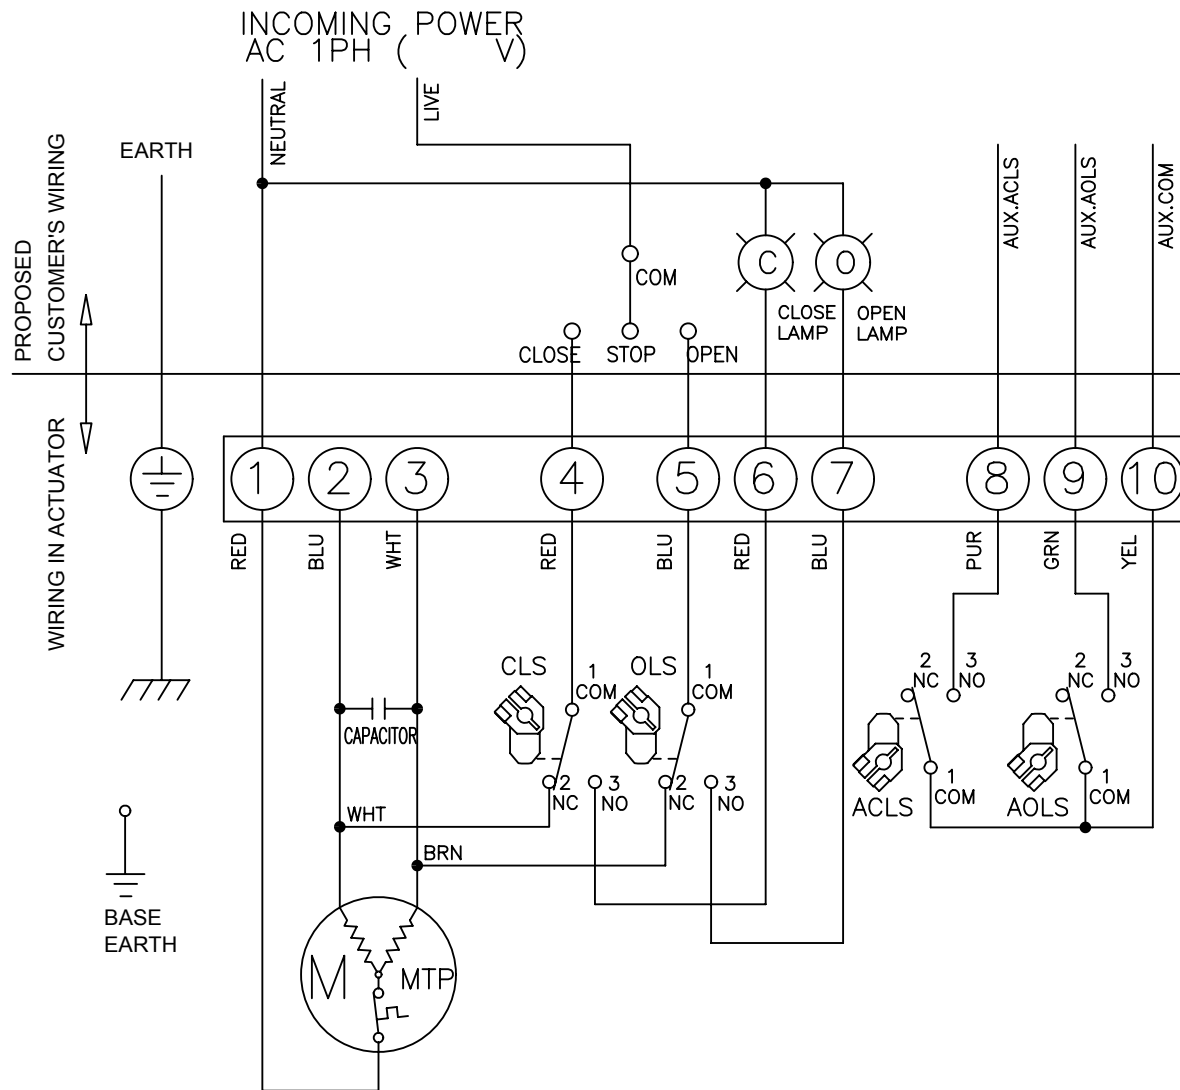 INCOMING POWER
AC 1PH ( V)
NEUTRAL
LIVE
EARTH
PROPOSED
CUSTOMER'S WIRING
WIRING IN ACTUATOR
AUX.ACLS
AUX.AOLS
AUX.COM
COM
C
O
CLOSE
LAMP
OPEN
LAMP
CLOSE
STOP
OPEN
1
2
3
4
5
6
7
8
9
10
RED
BLU
WHT
RED
BLU
RED
BLU
PUR
GRN
YEL
CLS
1
COM
OLS
1
COM
2
NC
3
NO
2
NC
3
NO
CAPACITOR
2
NC
3
NO
2
NC
3
NO
ACLS
1
COM
AOLS
1
COM
WHT
BRN
BASE
EARTH
M
MTP